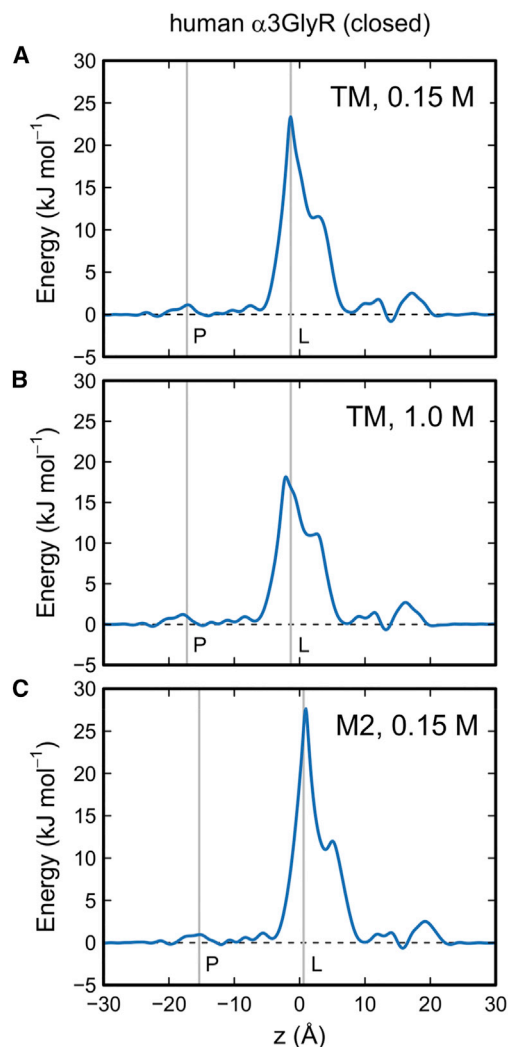 human α3GlyR (closed)
A
30
25
20
15
10
5
0
−5
Energy (kJ mol⁻¹)
TM, 0.15 M
P
L
B
30
25
20
15
10
5
0
−5
Energy (kJ mol⁻¹)
TM, 1.0 M
P
L
C
30
25
20
15
10
5
0
−5
Energy (kJ mol⁻¹)
M2, 0.15 M
P
L
−30 −20 −10 0 10 20 30
z (Å)